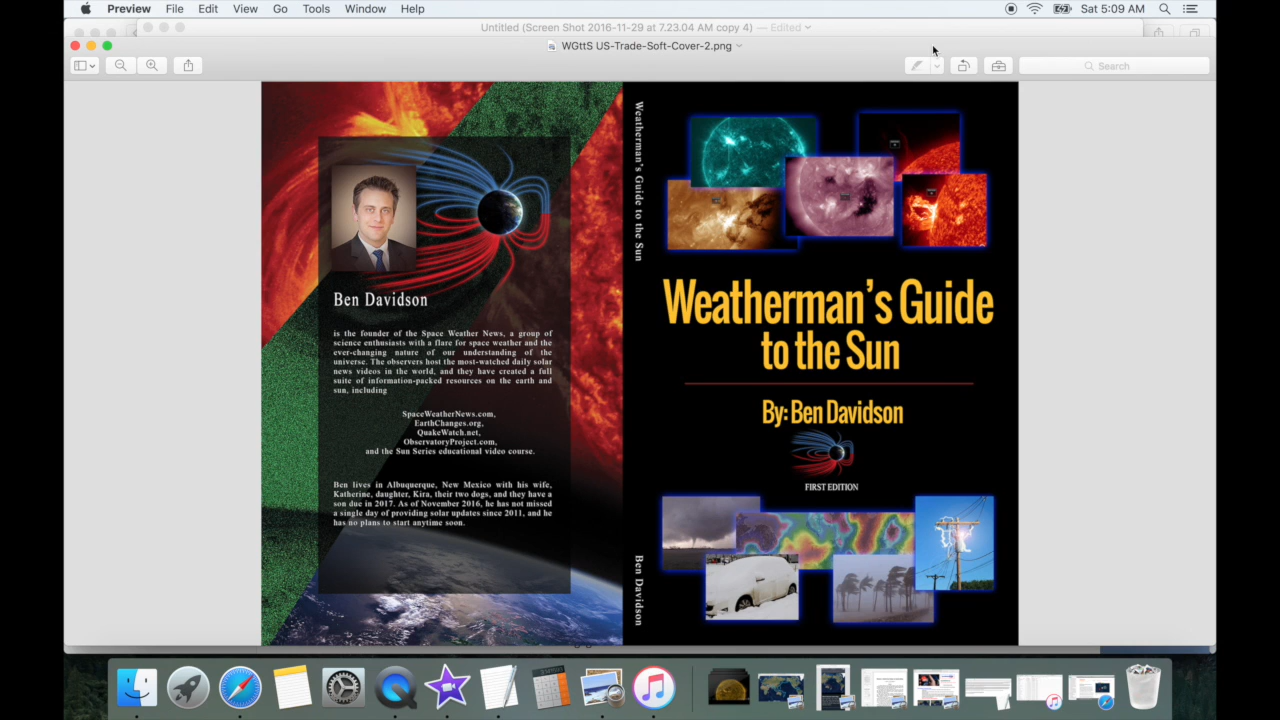 Preview File Edit View Go Tools Window Help Sat 5:09 AM
Untitled (Screen Shot 2016-11-29 at 7.23.04 AM copy 4) — Edited
WGttS US-Trade-Soft-Cover-2.png
Search
Ben Davidson
is the founder of the Space Weather News, a group of
science enthusiasts with a flare for space weather and the
ever-changing nature of our understanding of the
universe. The observers host the most-watched daily solar
news videos in the world, and they have created a full
suite of information-packed resources on the earth and
sun, including
SpaceWeatherNews.com,
EarthChanges.org,
QuakeWatch.net,
ObservatoryProject.com,
and the Sun Series educational video course.
Ben lives in Albuquerque, New Mexico with his wife,
Katherine, daughter, Kira, their two dogs, and they have a
son due in 2017. As of November 2016, he has not missed
a single day of providing solar updates since 2011, and he
has no plans to start anytime soon.
Weatherman's Guide to the Sun
Ben Davidson
Weatherman's Guide
to the Sun
By: Ben Davidson
FIRST EDITION